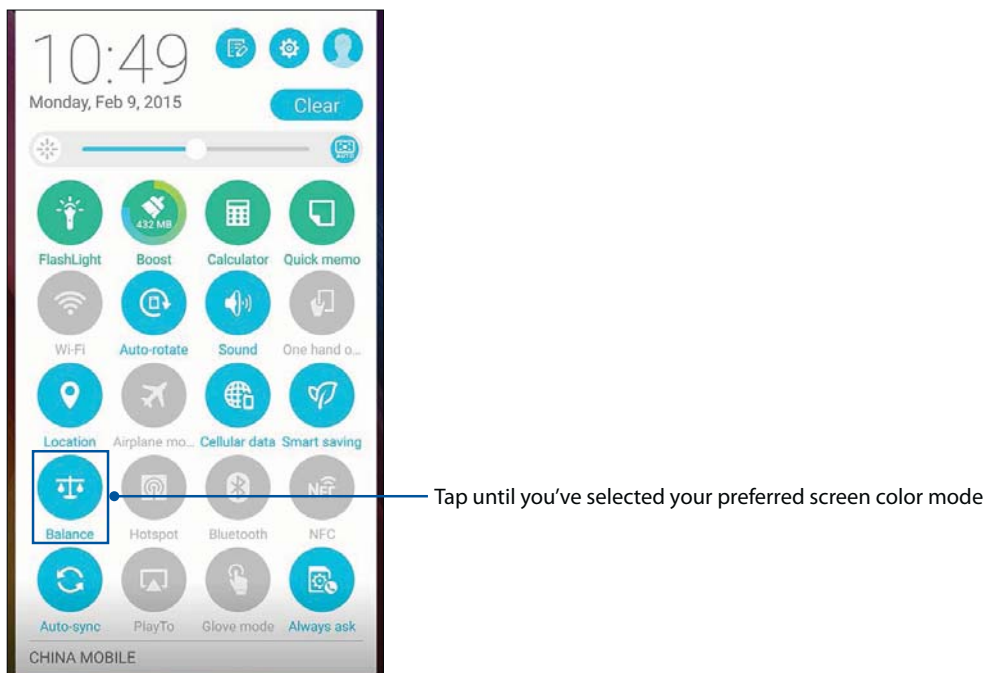 10:49
Monday, Feb 9, 2015
Clear
AUTO
432 MB
FlashLight Boost Calculator Quick memo
Wi-Fi Auto-rotate Sound One hand o...
Location Airplane mo... Cellular data Smart saving
NFC
Tap until you've selected your preferred screen color mode
Balance Hotspot Bluetooth NFC
Auto-sync PlayTo Glove mode Always ask
CHINA MOBILE